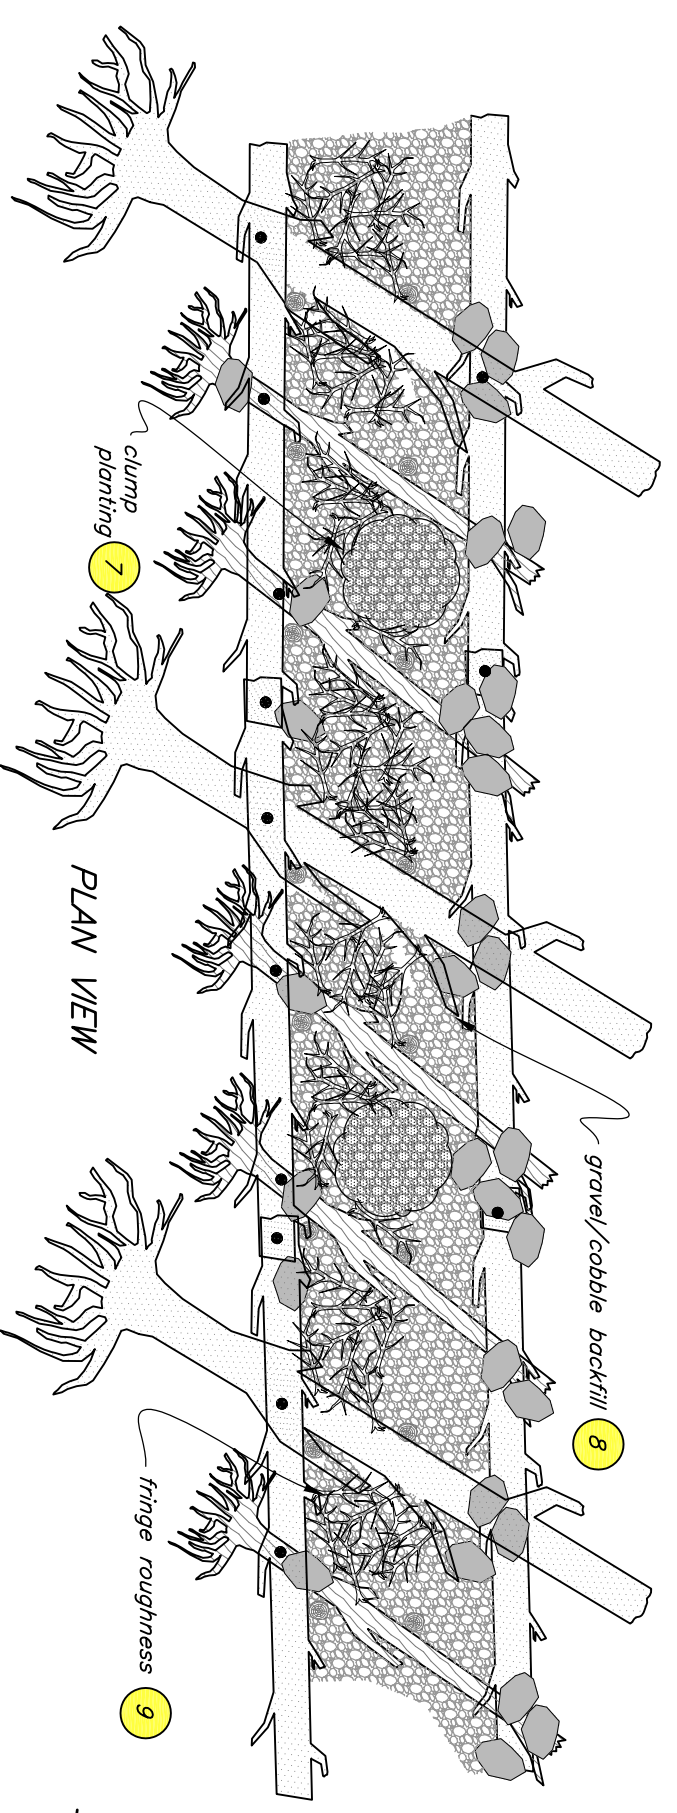 clump
planting 7
PLAN VIEW
gravel/cobble backfill 8
fringe roughness 9